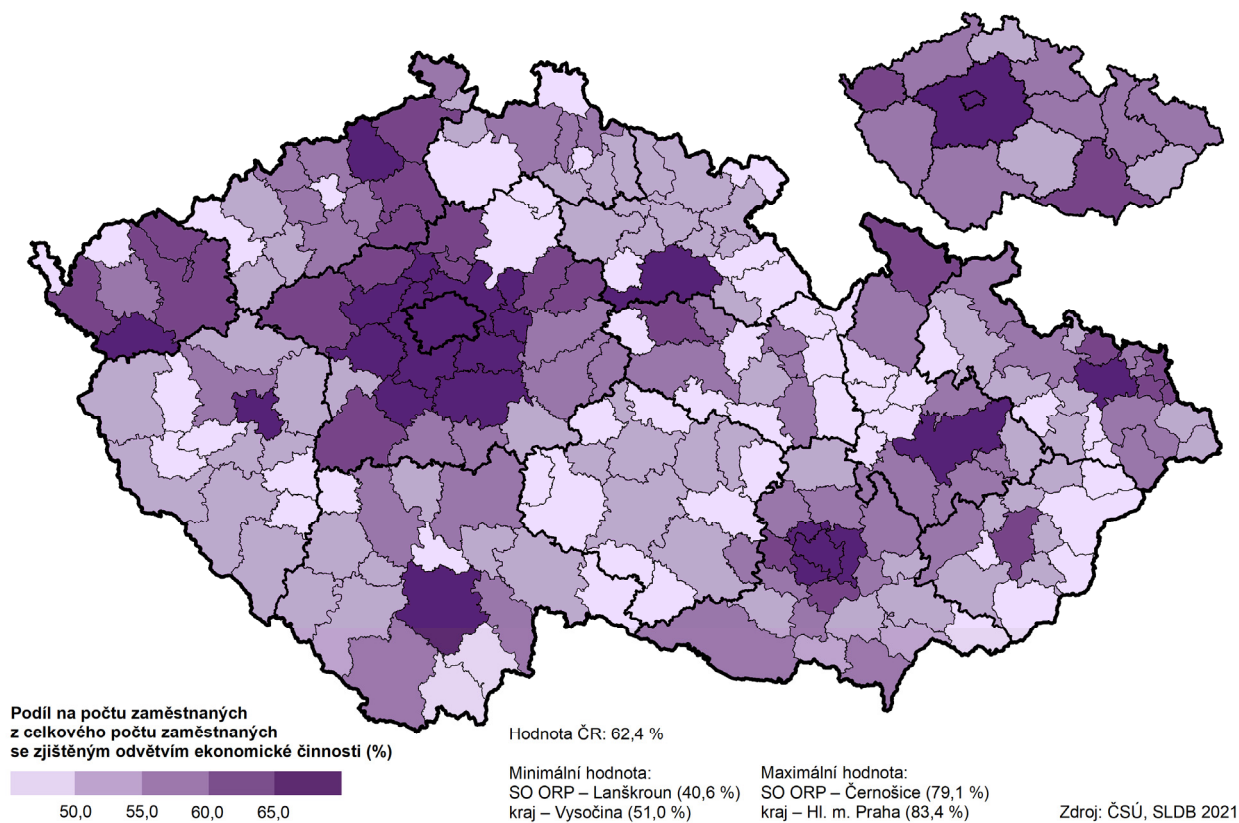 Podíl na počtu zaměstnaných
z celkového počtu zaměstnaných
se zjištěným odvětvím ekonomické činnosti (%)
50,0 55,0 60,0 65,0
Hodnota ČR: 62,4 %
Minimální hodnota:
SO ORP – Lanškroun (40,6 %)
kraj – Vysočina (51,0 %)
Maximální hodnota:
SO ORP – Černošice (79,1 %)
kraj – Hl. m. Praha (83,4 %)
Zdroj: ČSÚ, SLDB 2021